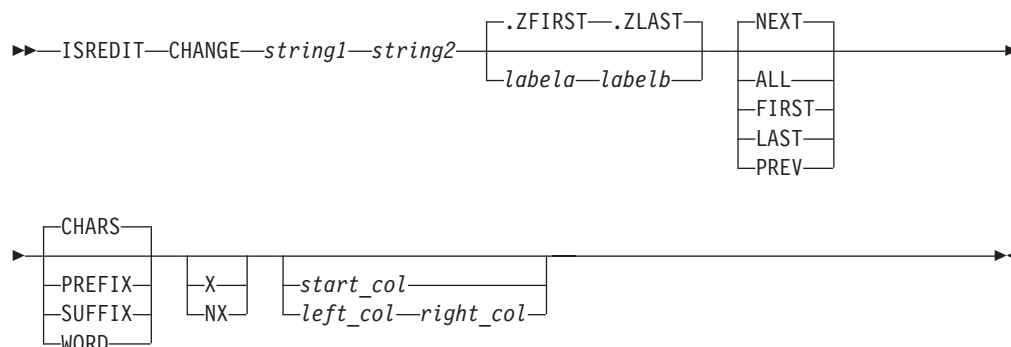 .ZFIRST .ZLAST NEXT
ISREDIT CHANGE string1 string2
labela labelb ALL
FIRST
LAST
PREV
CHARS
PREFIX X start_col
SUFFIX NX left_col right_col
WORD